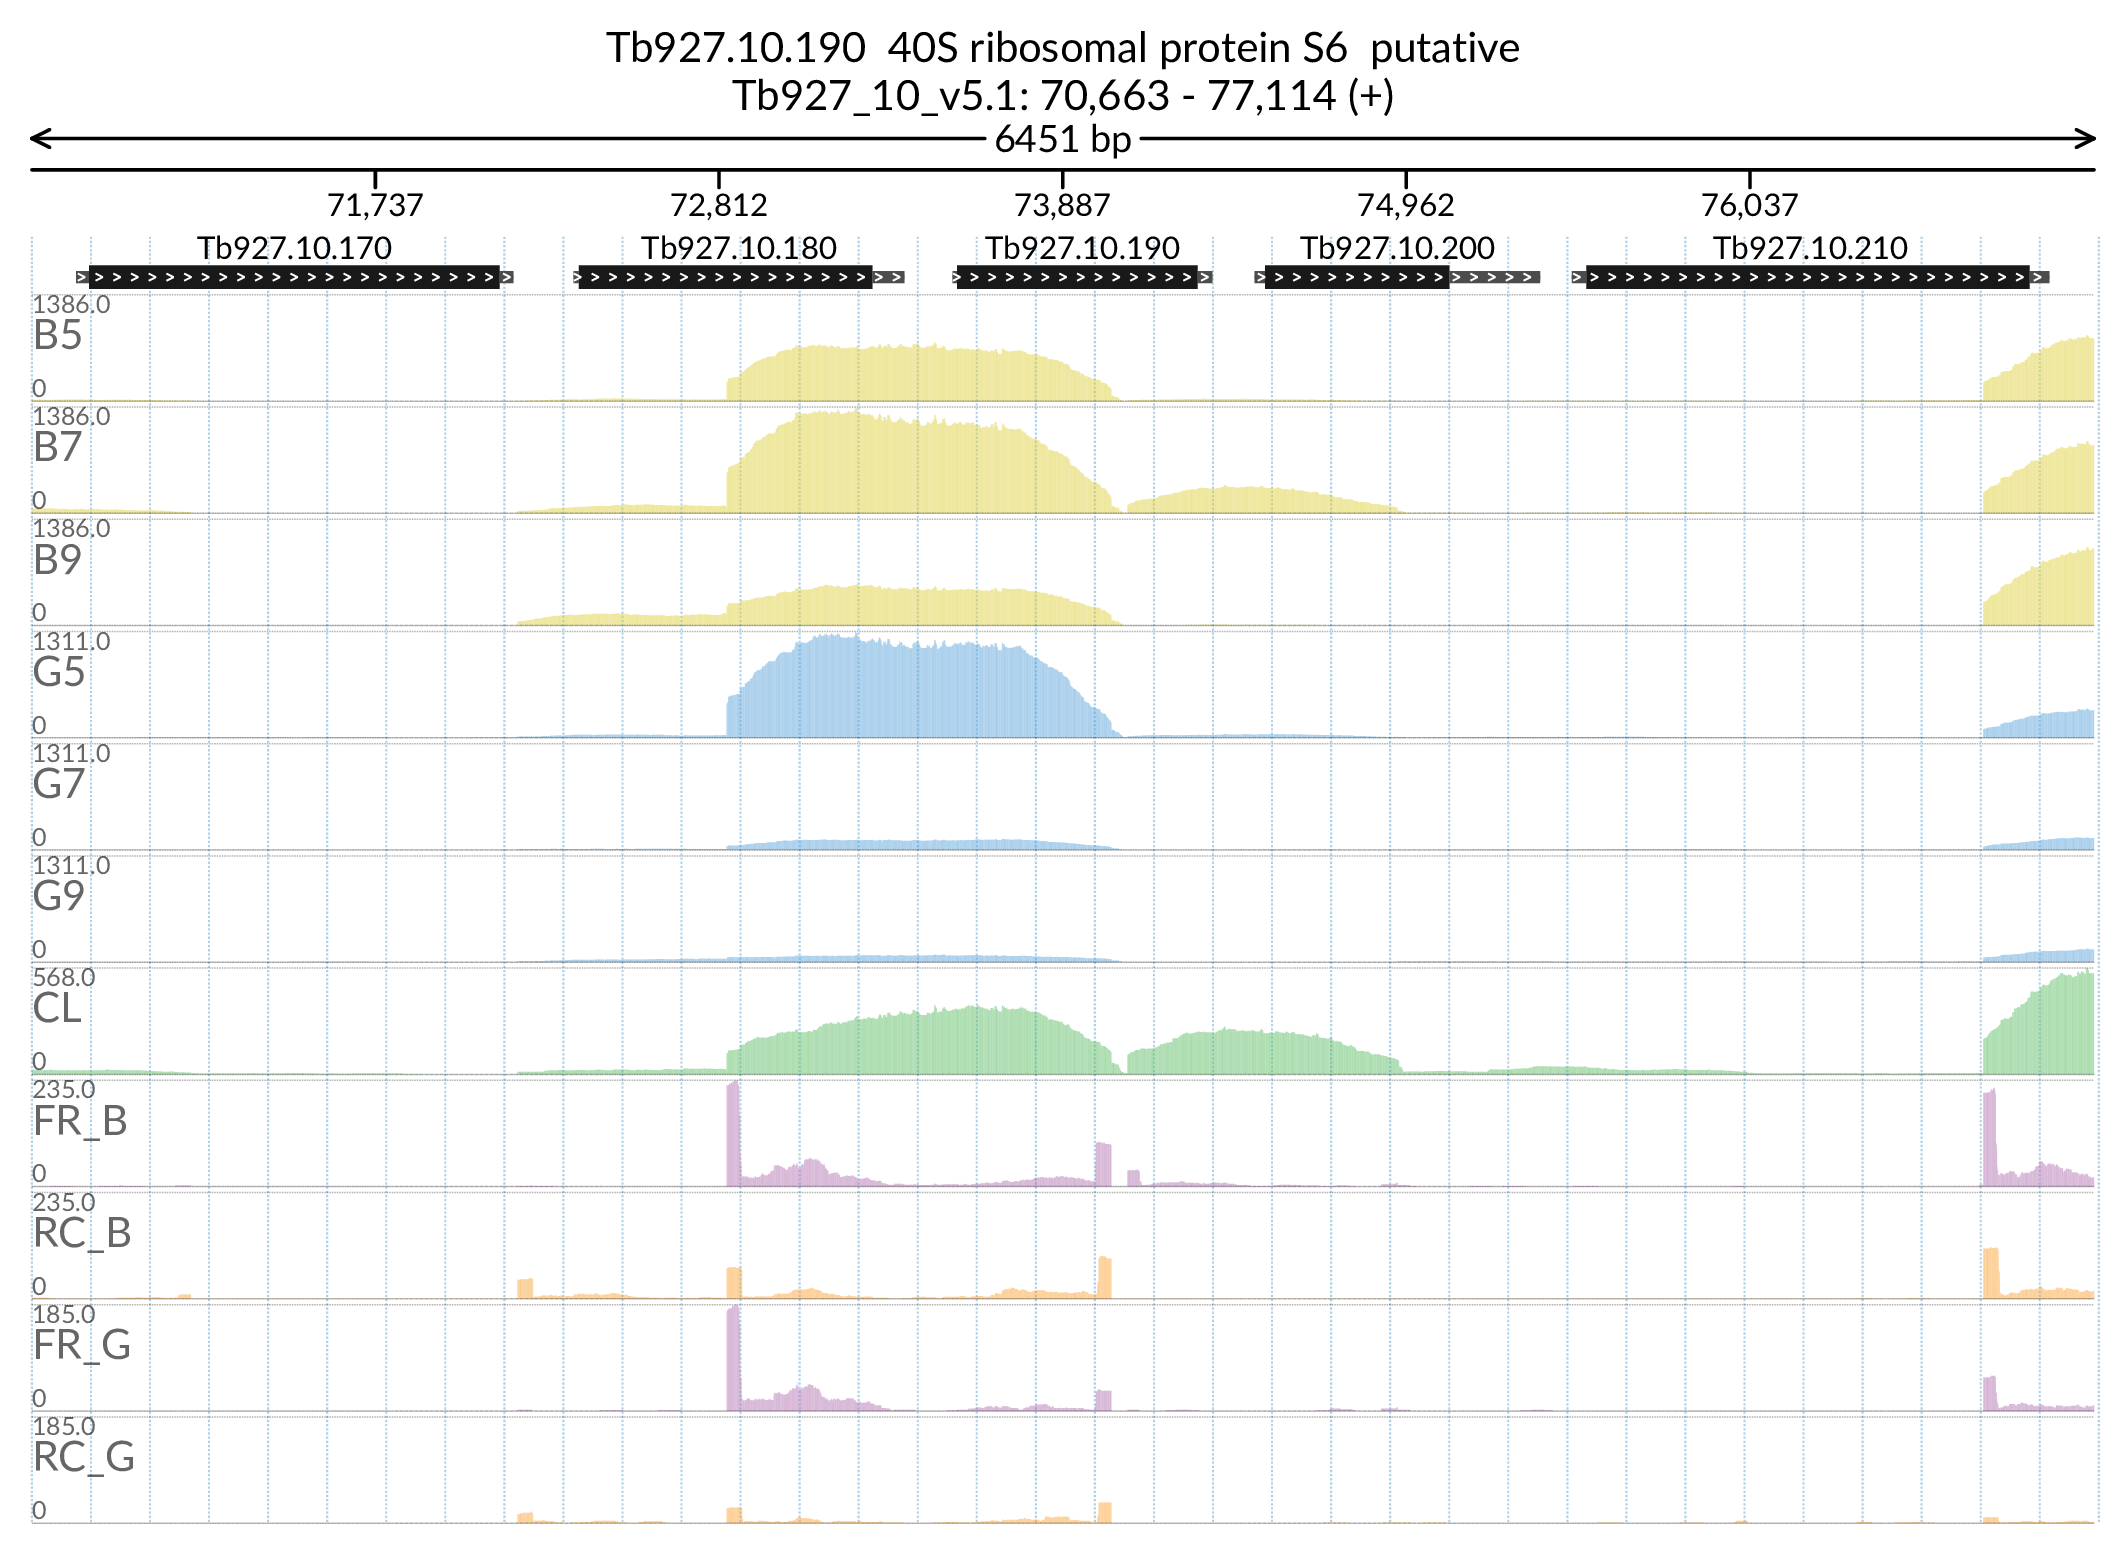 Tb927.10.190  40S ribosomal protein S6  putative
Tb927_10_v5.1: 70,663 - 77,114 (+)
6451 bp
71,737 72,812 73,887 74,962 76,037
Tb927.10.170 Tb927.10.180 Tb927.10.190 Tb927.10.200 Tb927.10.210
1386.0
B5
0
1386.0
B7
0
1386.0
B9
0
1311.0
G5
0
1311.0
G7
0
1311.0
G9
0
568.0
CL
0
235.0
FR_B
0
235.0
RC_B
0
185.0
FR_G
0
185.0
RC_G
0